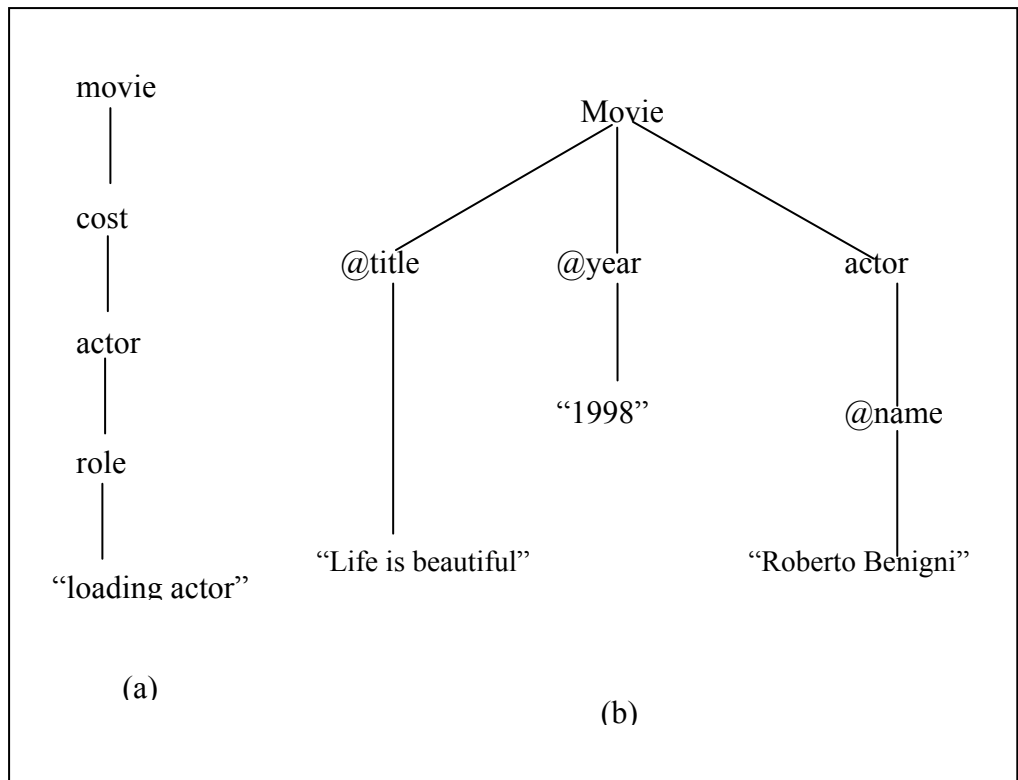 movie
cost
actor
role
“loading actor”
(a)
Movie
@title
@year
actor
“1998”
@name
“Life is beautiful”
“Roberto Benigni”
(b)